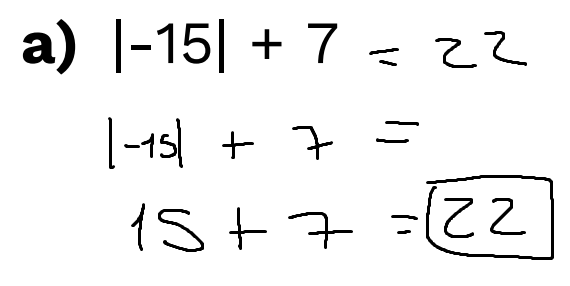 a) |-15| + 7 = 22
|-15| + 7 =
15 + 7 = 22